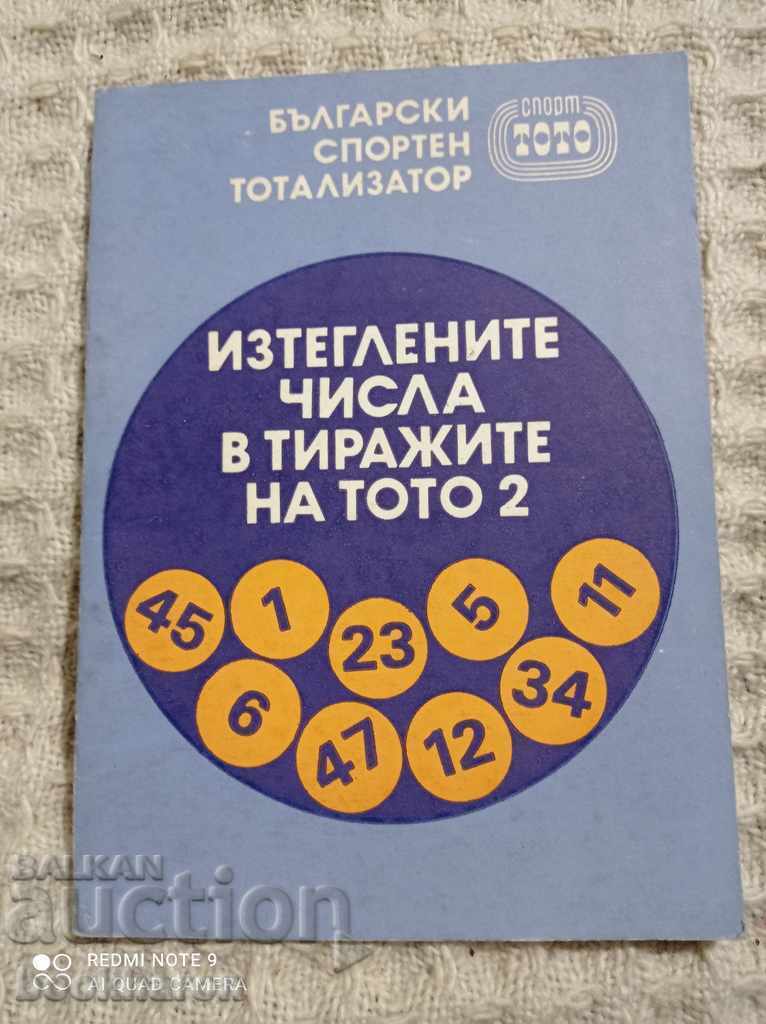 БЪЛГАРСКИ
СПОРТЕН
ТОТАЛИЗАТОР
спорт
ТОТО
ИЗТЕГЛЕНИТЕ
ЧИСЛА
В ТИРАЖИТЕ
НА ТОТО 2
45 1 23 5 11
6 47 12 34
BALKAN
auction
REDMI NOTE 9
AI QUAD CAMERA